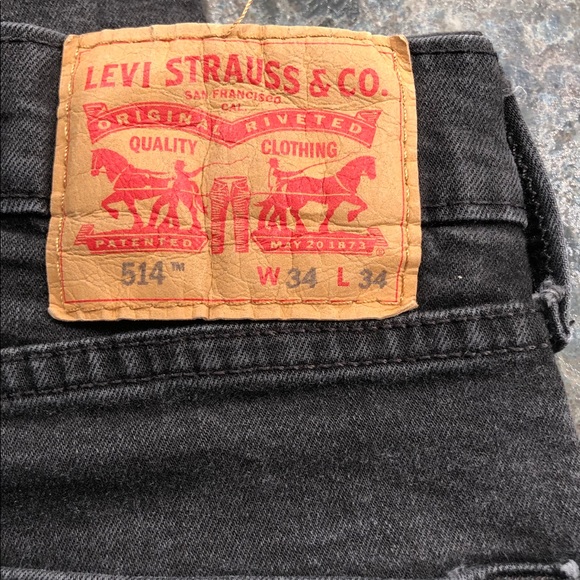 LEVI STRAUSS & CO.
SAN FRANCISCO
CAL
ORIGINAL RIVETED
QUALITY CLOTHING
PATENTED MAY 20 1873
514™ W 34 L 34